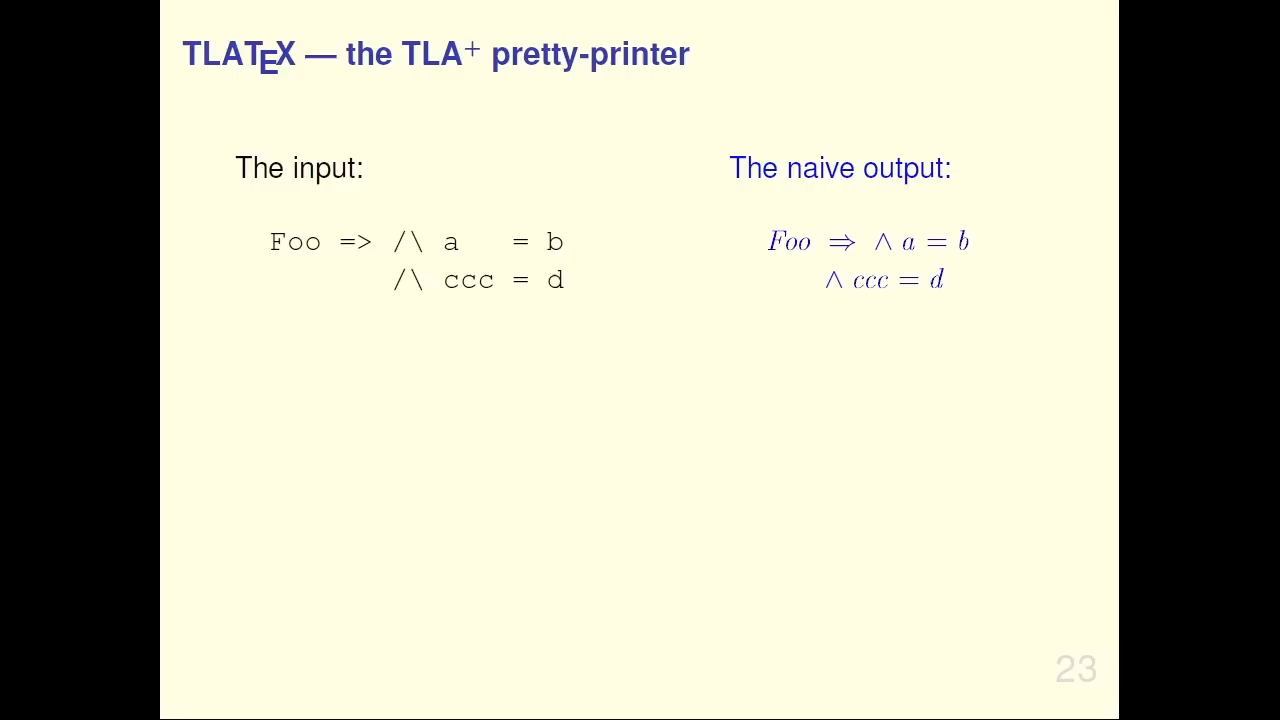 TLATEX — the TLA+ pretty-printer
The input:
The naive output:
Foo => /\ a   = b
       /\ ccc = d
Foo ⇒ ∧ a = b
∧ ccc = d
23